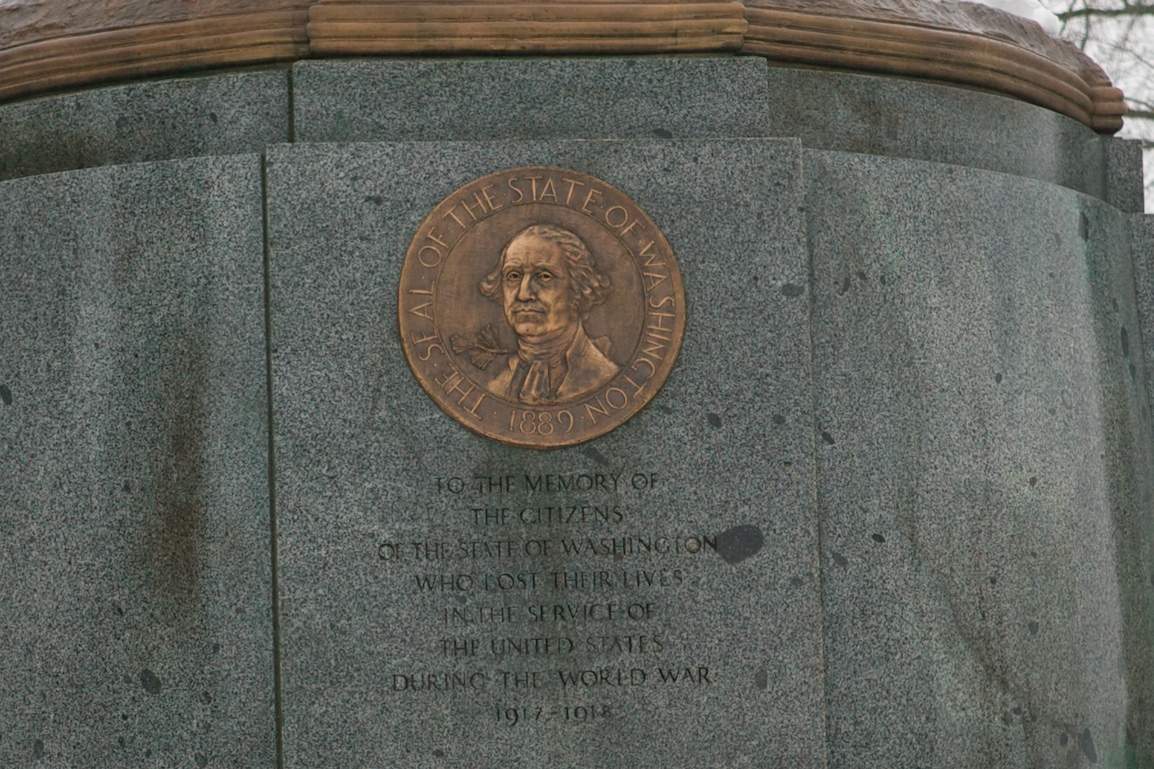 THE SEAL · OF THE STATE · OF WASHINGTON ·
1889
TO THE MEMORY OF
THE CITIZENS
OF THE STATE OF WASHINGTON
WHO LOST THEIR LIVES
IN THE SERVICE OF
THE UNITED STATES
DURING THE WORLD WAR
1917-1918